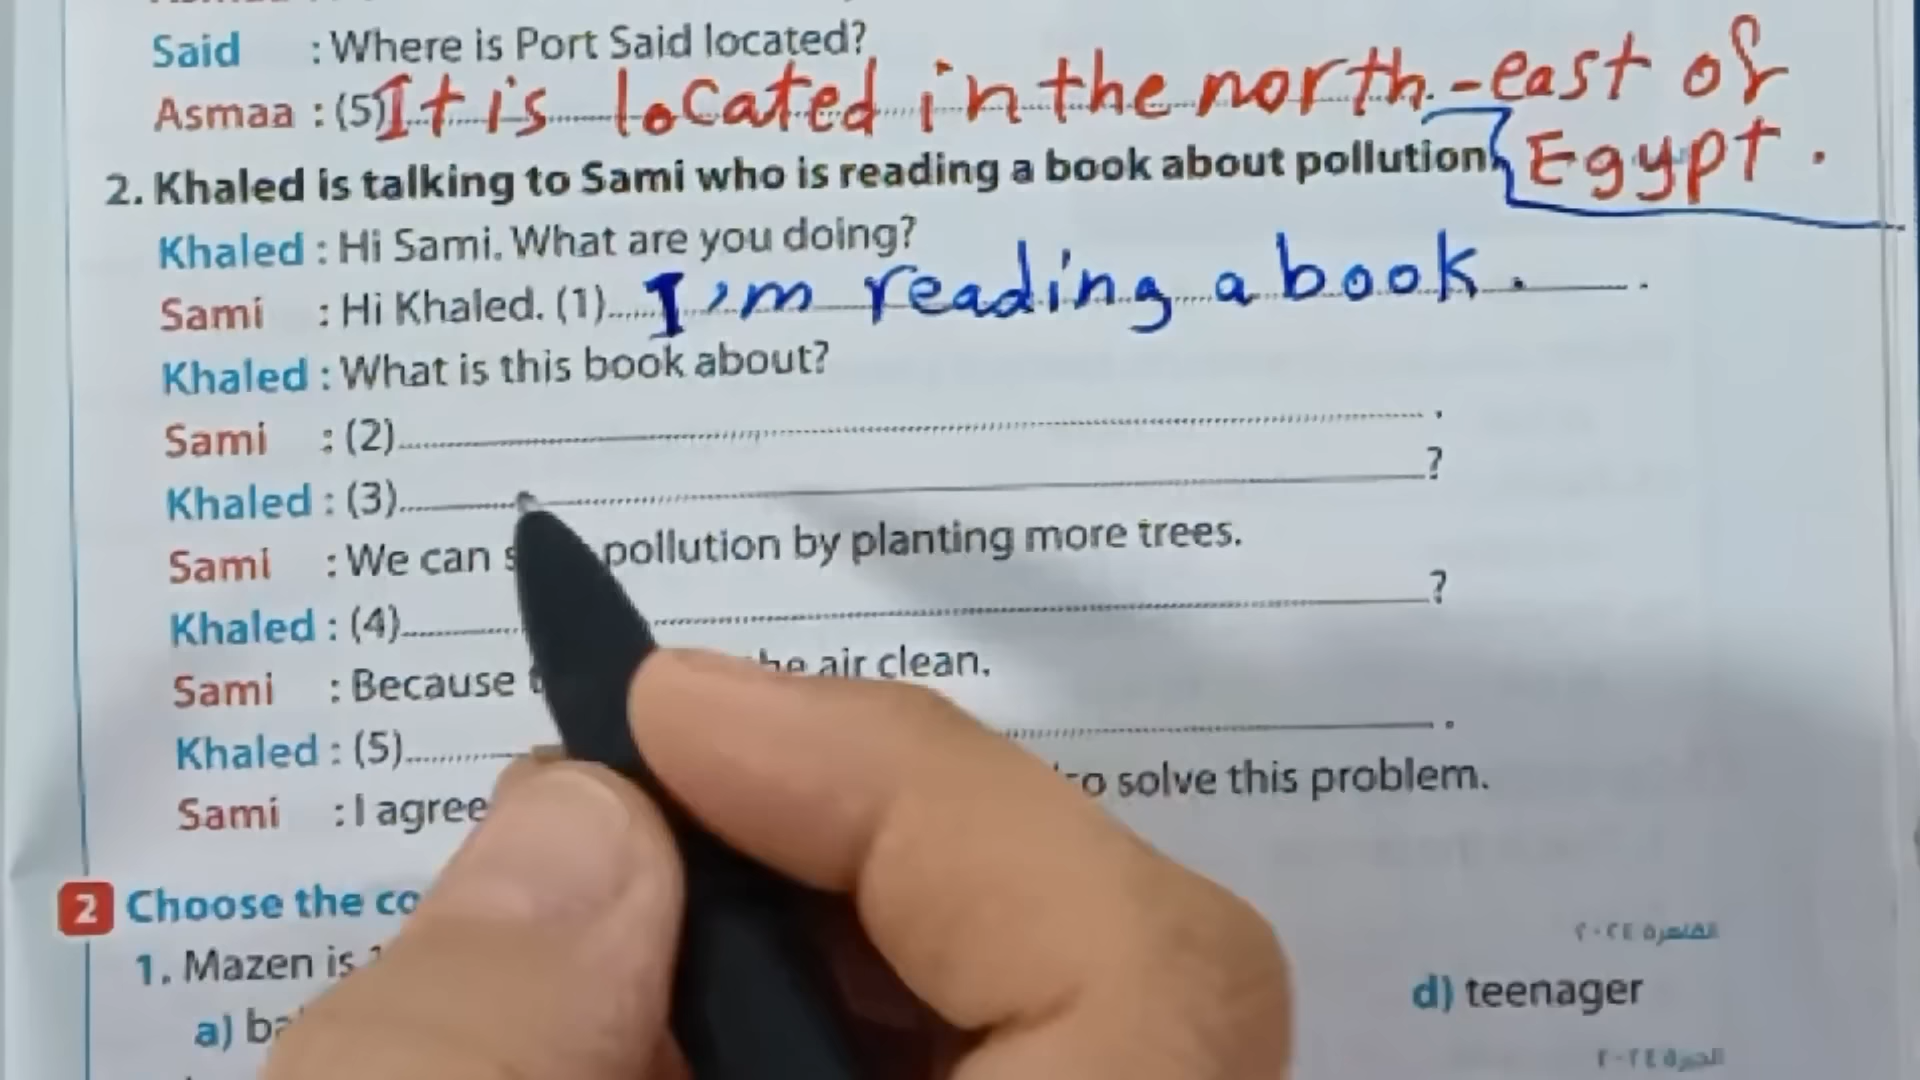 Said : Where is Port Said located?
Asmaa : (5) It is located in the north-east of
Egypt.
2. Khaled is talking to Sami who is reading a book about pollution
Khaled : Hi Sami. What are you doing?
Sami : Hi Khaled. (1) I'm reading a book.
Khaled : What is this book about?
Sami : (2) .
Khaled : (3) ?
Sami : We can pollution by planting more trees.
Khaled : (4) ?
Sami : Because air clean.
Khaled : (5) .
Sami : I agree solve this problem.
2 Choose the
القاهرة ٢٠٢٤
1. Mazen is
a) d) teenager
الجيزة ٢٠٢٤